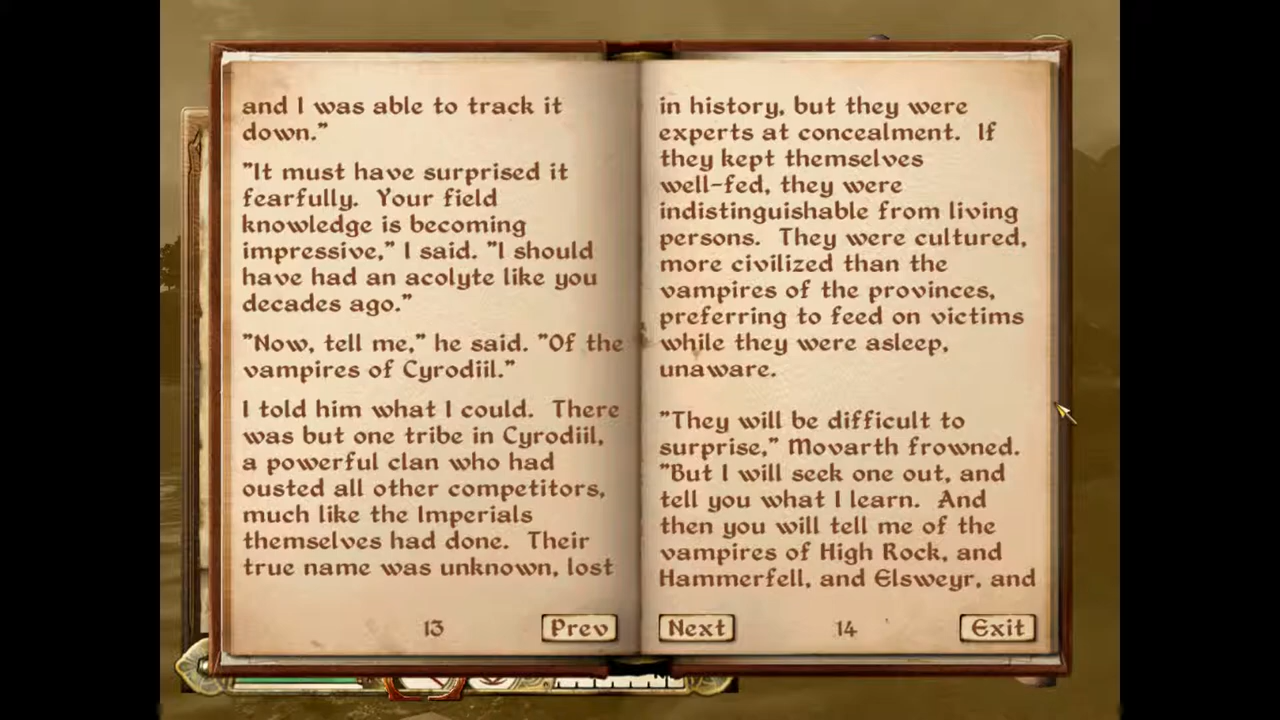 and I was able to track it
down."
"It must have surprised it
fearfully.  Your field
knowledge is becoming
impressive," I said. "I should
have had an acolyte like you
decades ago."
"Now, tell me," he said. "Of the
vampires of Cyrodiil."
I told him what I could.  There
was but one tribe in Cyrodiil,
a powerful clan who had
ousted all other competitors,
much like the Imperials
themselves had done.  Their
true name was unknown, lost
13
Prev
in history, but they were
experts at concealment.  If
they kept themselves
well-fed, they were
indistinguishable from living
persons.  They were cultured,
more civilized than the
vampires of the provinces,
preferring to feed on victims
while they were asleep,
unaware.
"They will be difficult to
surprise," Movarth frowned.
"But I will seek one out, and
tell you what I learn.  And
then you will tell me of the
vampires of High Rock, and
Hammerfell, and Elsweyr, and
Next
14
Exit